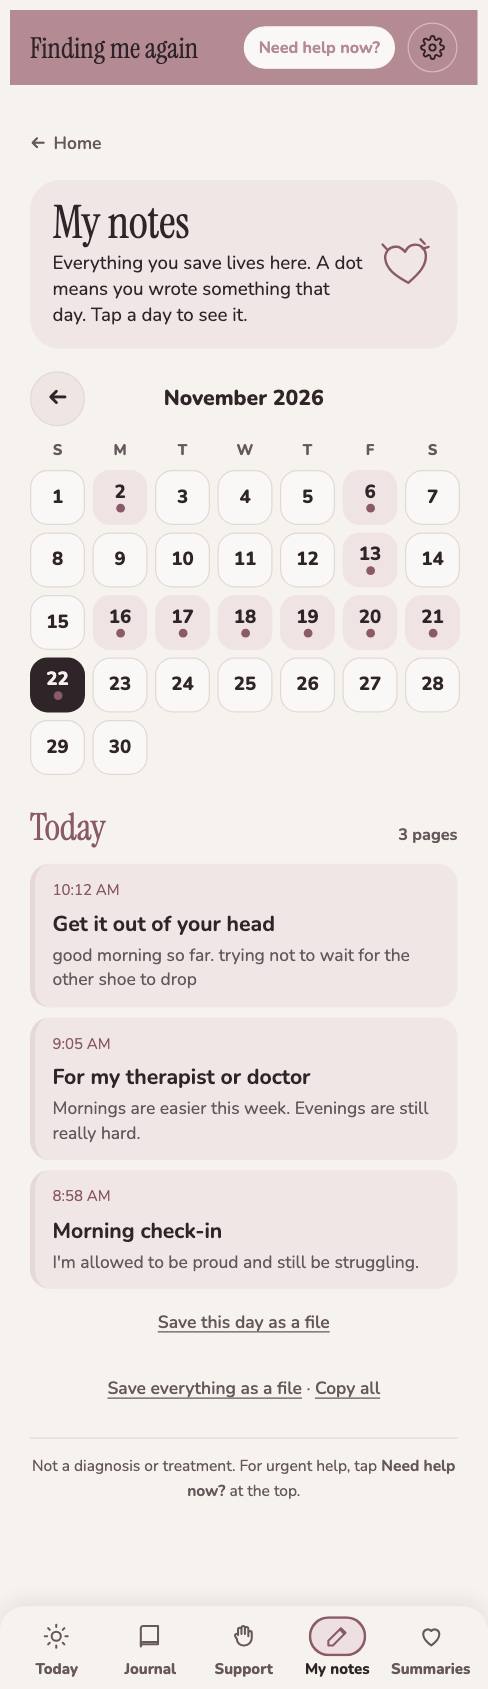 Finding me again
Need help now?
← Home
My notes
Everything you save lives here. A dot
means you wrote something that
day. Tap a day to see it.
November 2026
S M T W T F S
1 2 3 4 5 6 7
8 9 10 11 12 13 14
15 16 17 18 19 20 21
22 23 24 25 26 27 28
29 30
Today
3 pages
10:12 AM
Get it out of your head
good morning so far. trying not to wait for the
other shoe to drop
9:05 AM
For my therapist or doctor
Mornings are easier this week. Evenings are still
really hard.
8:58 AM
Morning check-in
I'm allowed to be proud and still be struggling.
Save this day as a file
Save everything as a file · Copy all
Not a diagnosis or treatment. For urgent help, tap Need help
now? at the top.
Today Journal Support My notes Summaries